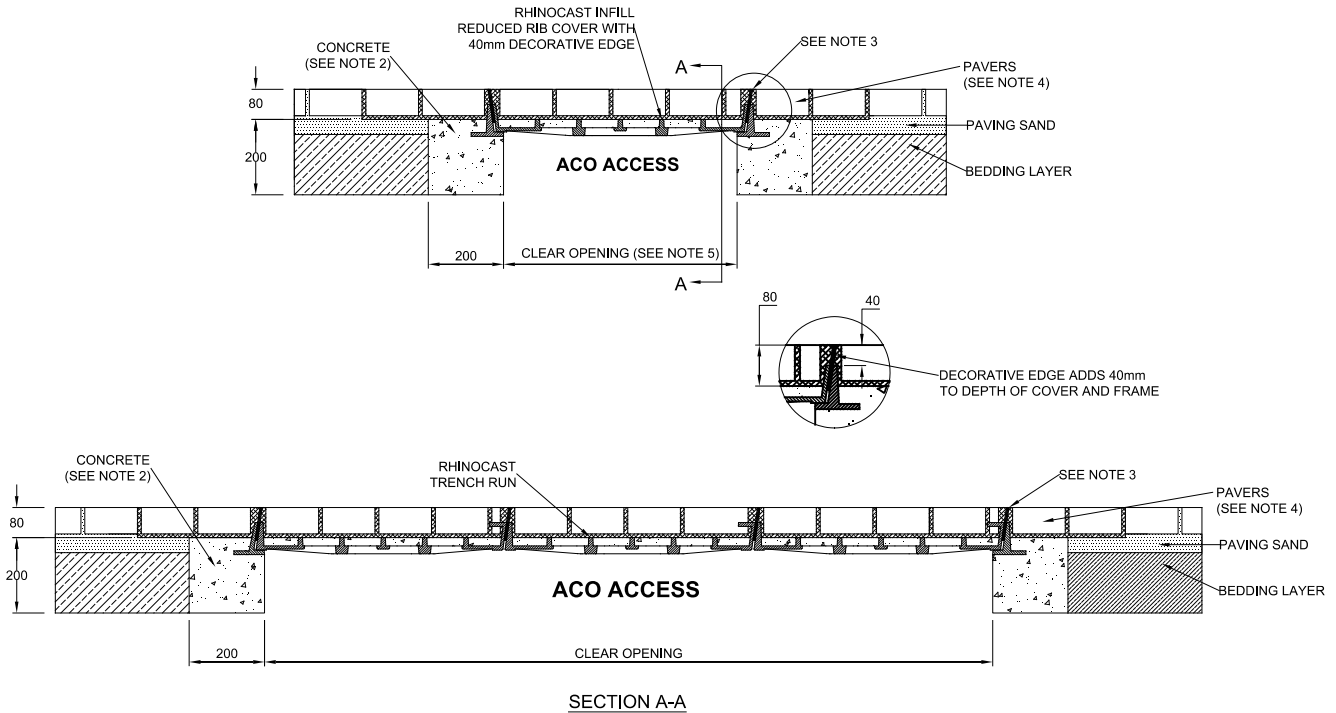 RHINOCAST INFILL
REDUCED RIB COVER WITH
40mm DECORATIVE EDGE
CONCRETE
(SEE NOTE 2)
A
SEE NOTE 3
PAVERS
(SEE NOTE 4)
80
PAVING SAND
200
ACO ACCESS
BEDDING LAYER
200
CLEAR OPENING (SEE NOTE 5)
A
80
40
DECORATIVE EDGE ADDS 40mm
TO DEPTH OF COVER AND FRAME
CONCRETE
(SEE NOTE 2)
RHINOCAST
TRENCH RUN
SEE NOTE 3
PAVERS
(SEE NOTE 4)
80
PAVING SAND
200
ACO ACCESS
BEDDING LAYER
200
CLEAR OPENING
SECTION A-A